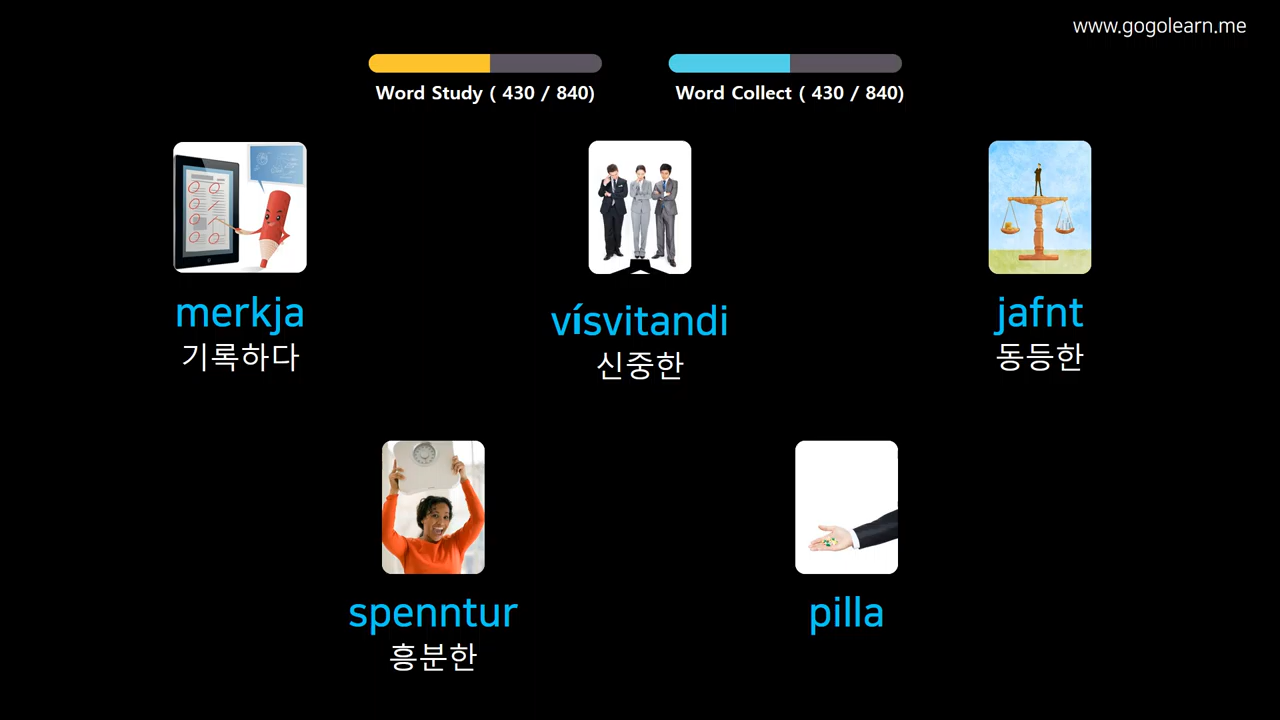 www.gogolearn.me
Word Study ( 430 / 840)
Word Collect ( 430 / 840)
merkja
기록하다
vísvitandi
신중한
jafnt
동등한
spenntur
흥분한
pilla